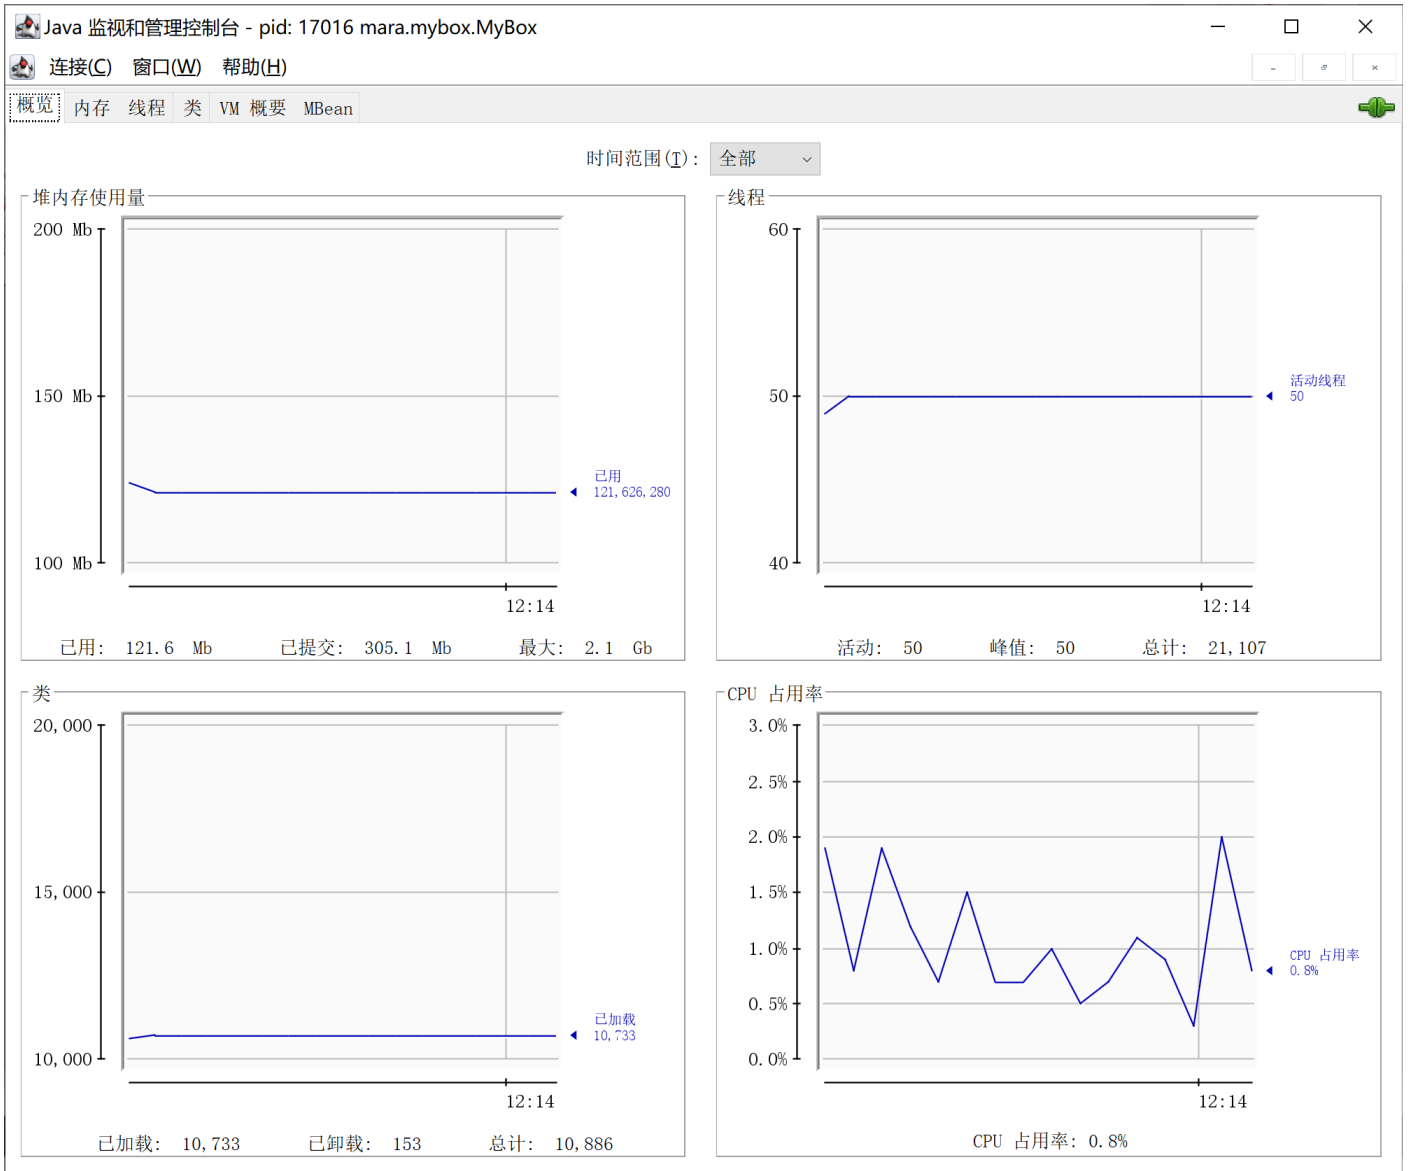 Java 监视和管理控制台 - pid: 17016 mara.mybox.MyBox
连接(C) 窗口(W) 帮助(H)
概览 内存 线程 类 VM 概要 MBean
时间范围(T): 全部
堆内存使用量
200 Mb
150 Mb
100 Mb
已用
121,626,280
12:14
已用: 121.6 Mb 已提交: 305.1 Mb 最大: 2.1 Gb
线程
60
50
40
活动线程
50
12:14
活动: 50 峰值: 50 总计: 21,107
类
20,000
15,000
10,000
已加载
10,733
12:14
已加载: 10,733 已卸载: 153 总计: 10,886
CPU 占用率
3.0%
2.5%
2.0%
1.5%
1.0%
0.5%
0.0%
CPU 占用率
0.8%
12:14
CPU 占用率: 0.8%